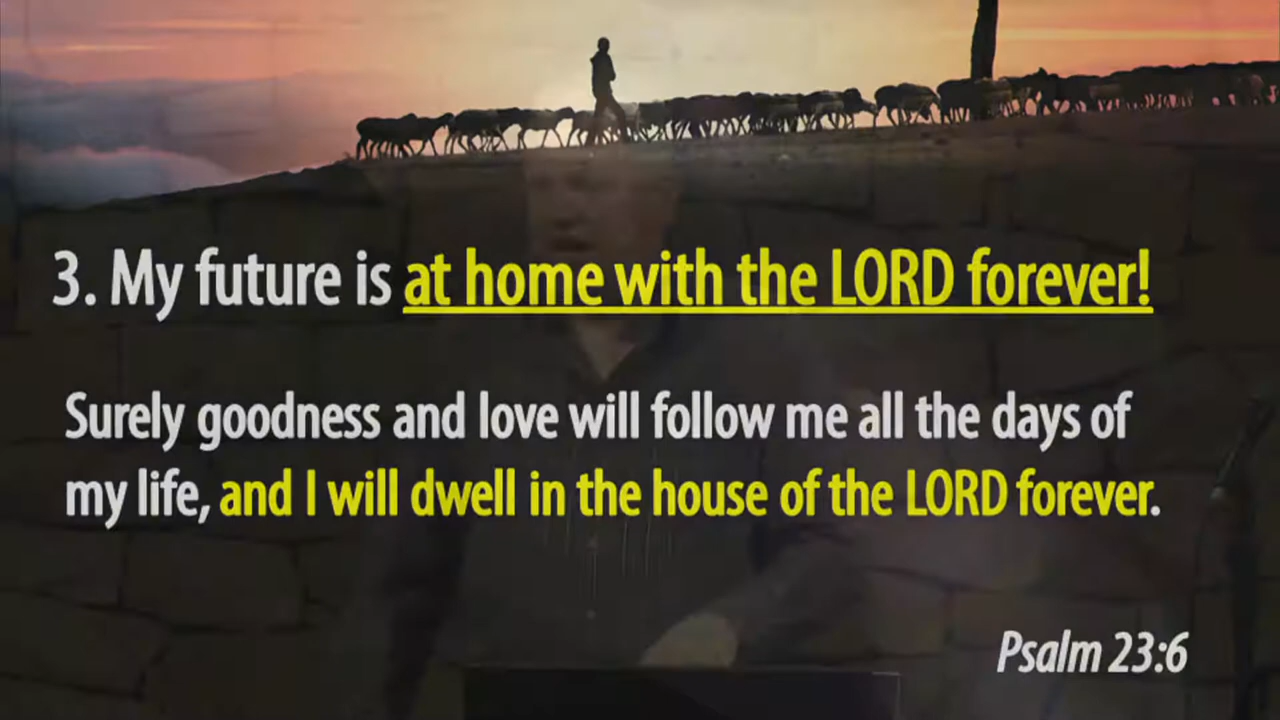 3. My future is at home with the LORD forever!
Surely goodness and love will follow me all the days of
my life, and I will dwell in the house of the LORD forever.
Psalm 23:6